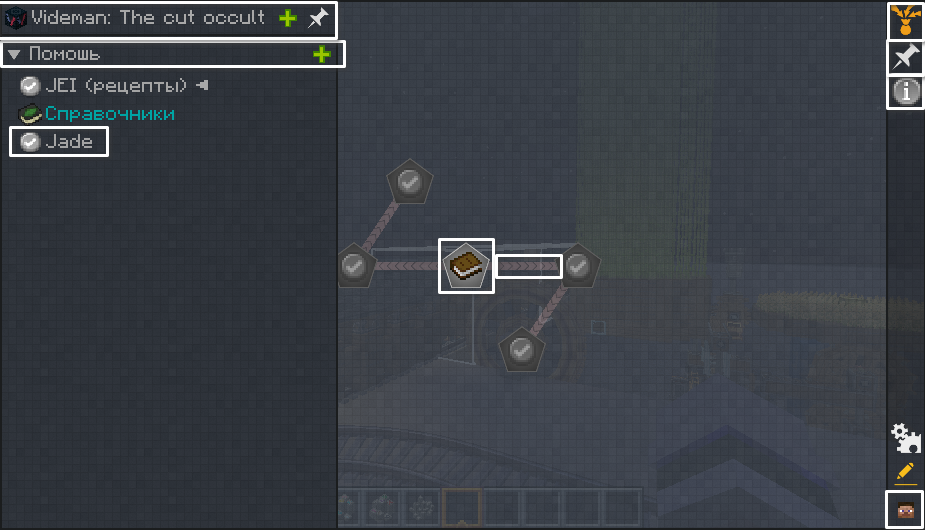 Videman: The cut occult
Помошь
JEI (рецепты)
Справочники
Jade